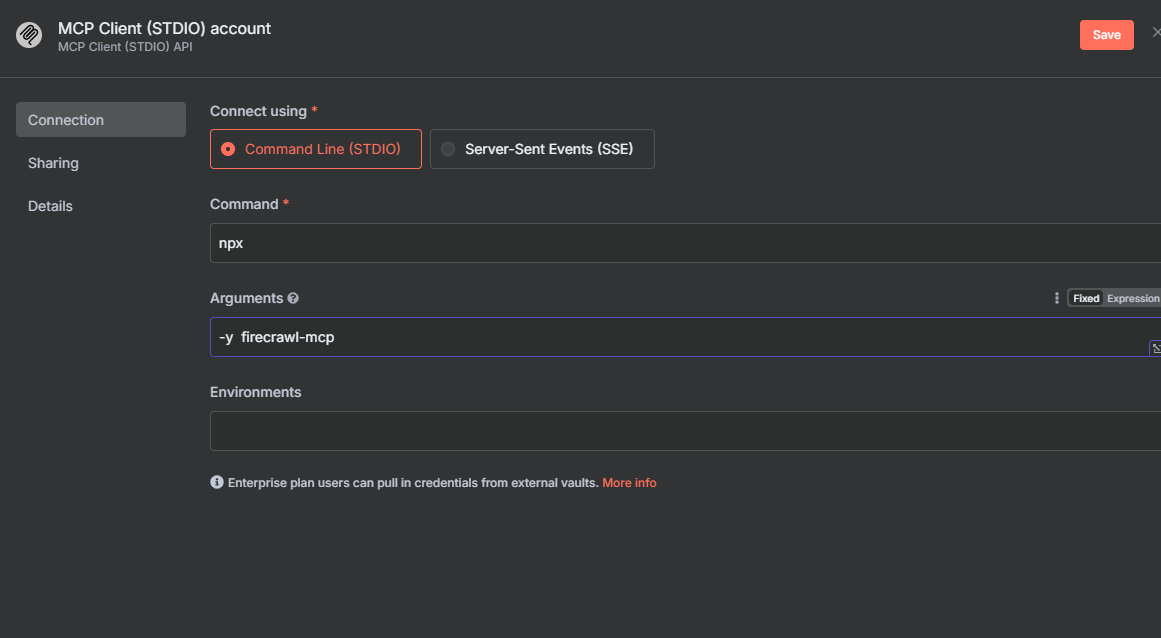 MCP Client (STDIO) account
MCP Client (STDIO) API
Save
Connection
Sharing
Details
Connect using *
Command Line (STDIO)
Server-Sent Events (SSE)
Command *
npx
Arguments
Fixed Expression
-y firecrawl-mcp
Environments
Enterprise plan users can pull in credentials from external vaults. More info